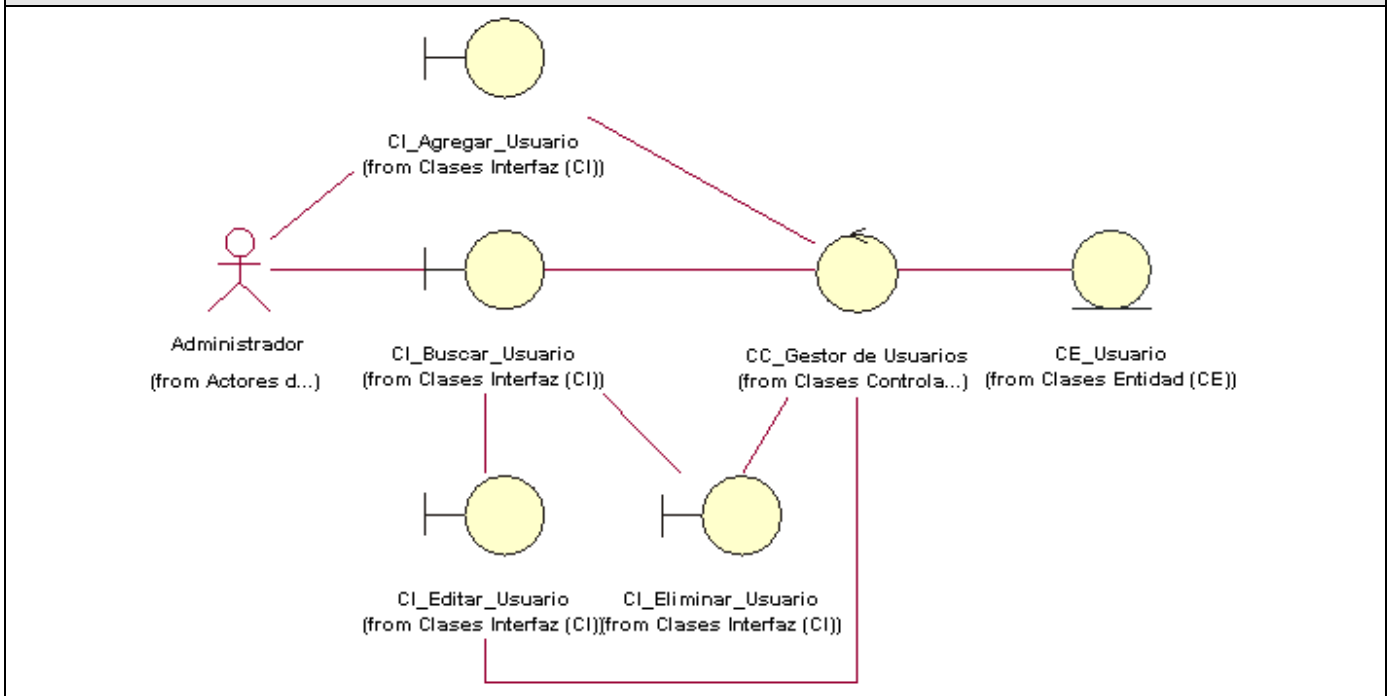 CI_Agregar_Usuario
(from Clases Interfaz (CI))
Administrador
(from Actores d...)
CI_Buscar_Usuario
(from Clases Interfaz (CI))
CC_Gestor de Usuarios
(from Clases Controla...)
CE_Usuario
(from Clases Entidad (CE))
CI_Editar_Usuario
(from Clases Interfaz (CI))
CI_Eliminar_Usuario
(from Clases Interfaz (CI))